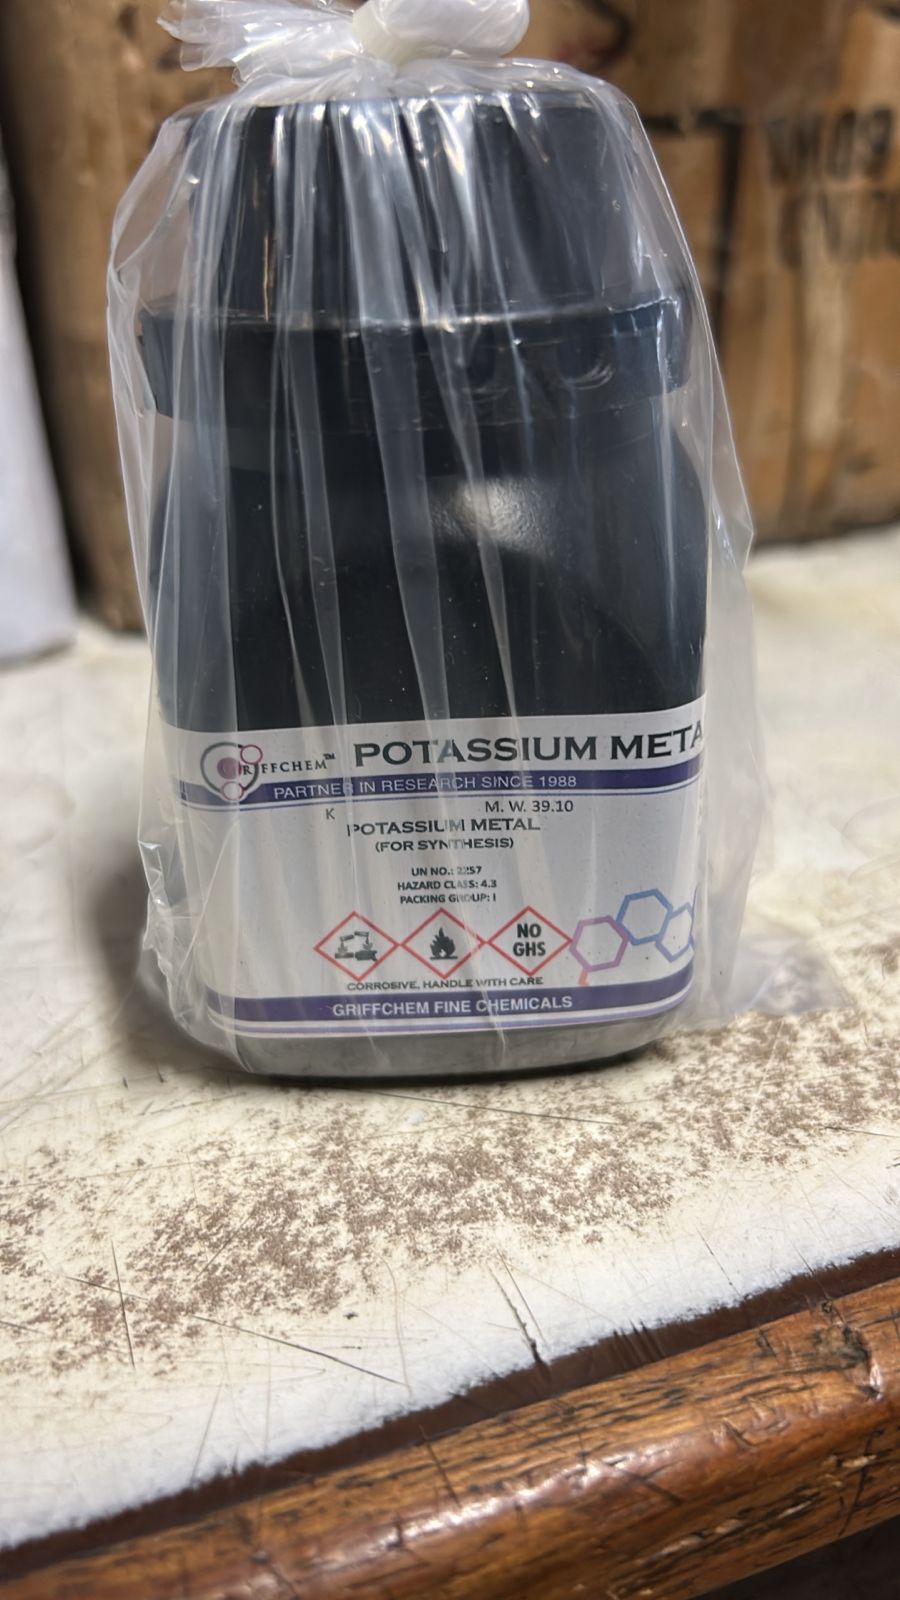 GRIFFCHEM™ POTASSIUM META
PARTNER IN RESEARCH SINCE 1988
K M. W. 39.10
POTASSIUM METAL
(FOR SYNTHESIS)
UN NO.: 2257
HAZARD CLASS: 4.3
PACKING GROUP: I
NO
GHS
CORROSIVE, HANDLE WITH CARE
GRIFFCHEM FINE CHEMICALS